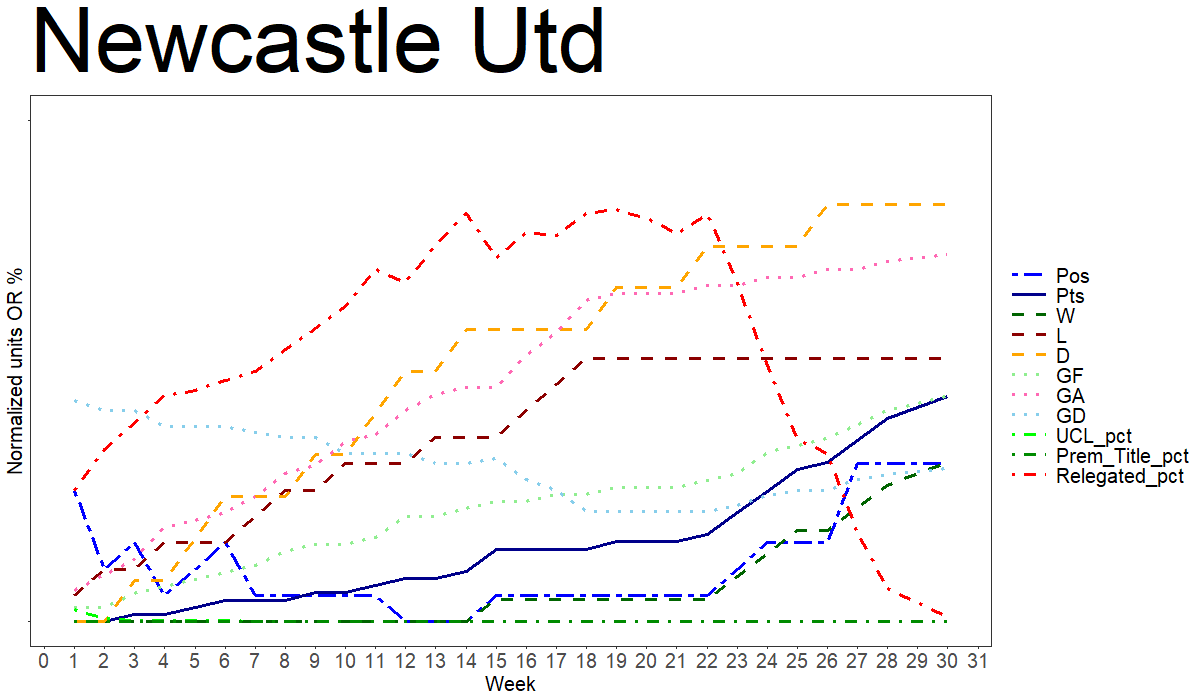 Newcastle Utd
Normalized units OR %
0 1 2 3 4 5 6 7 8 9 10 11 12 13 14 15 16 17 18 19 20 21 22 23 24 25 26 27 28 29 30 31
Week
Pos
Pts
W
L
D
GF
GA
GD
UCL_pct
Prem_Title_pct
Relegated_pct